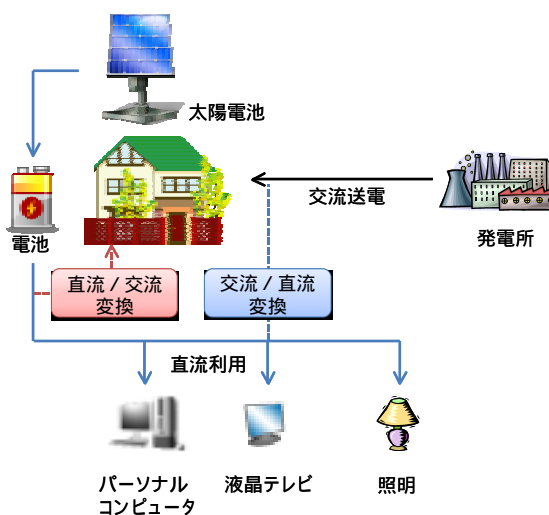 太陽電池
電池
交流送電
発電所
直流 / 交流
変換
交流 / 直流
変換
直流利用
パーソナル
コンピュータ
液晶テレビ
照明